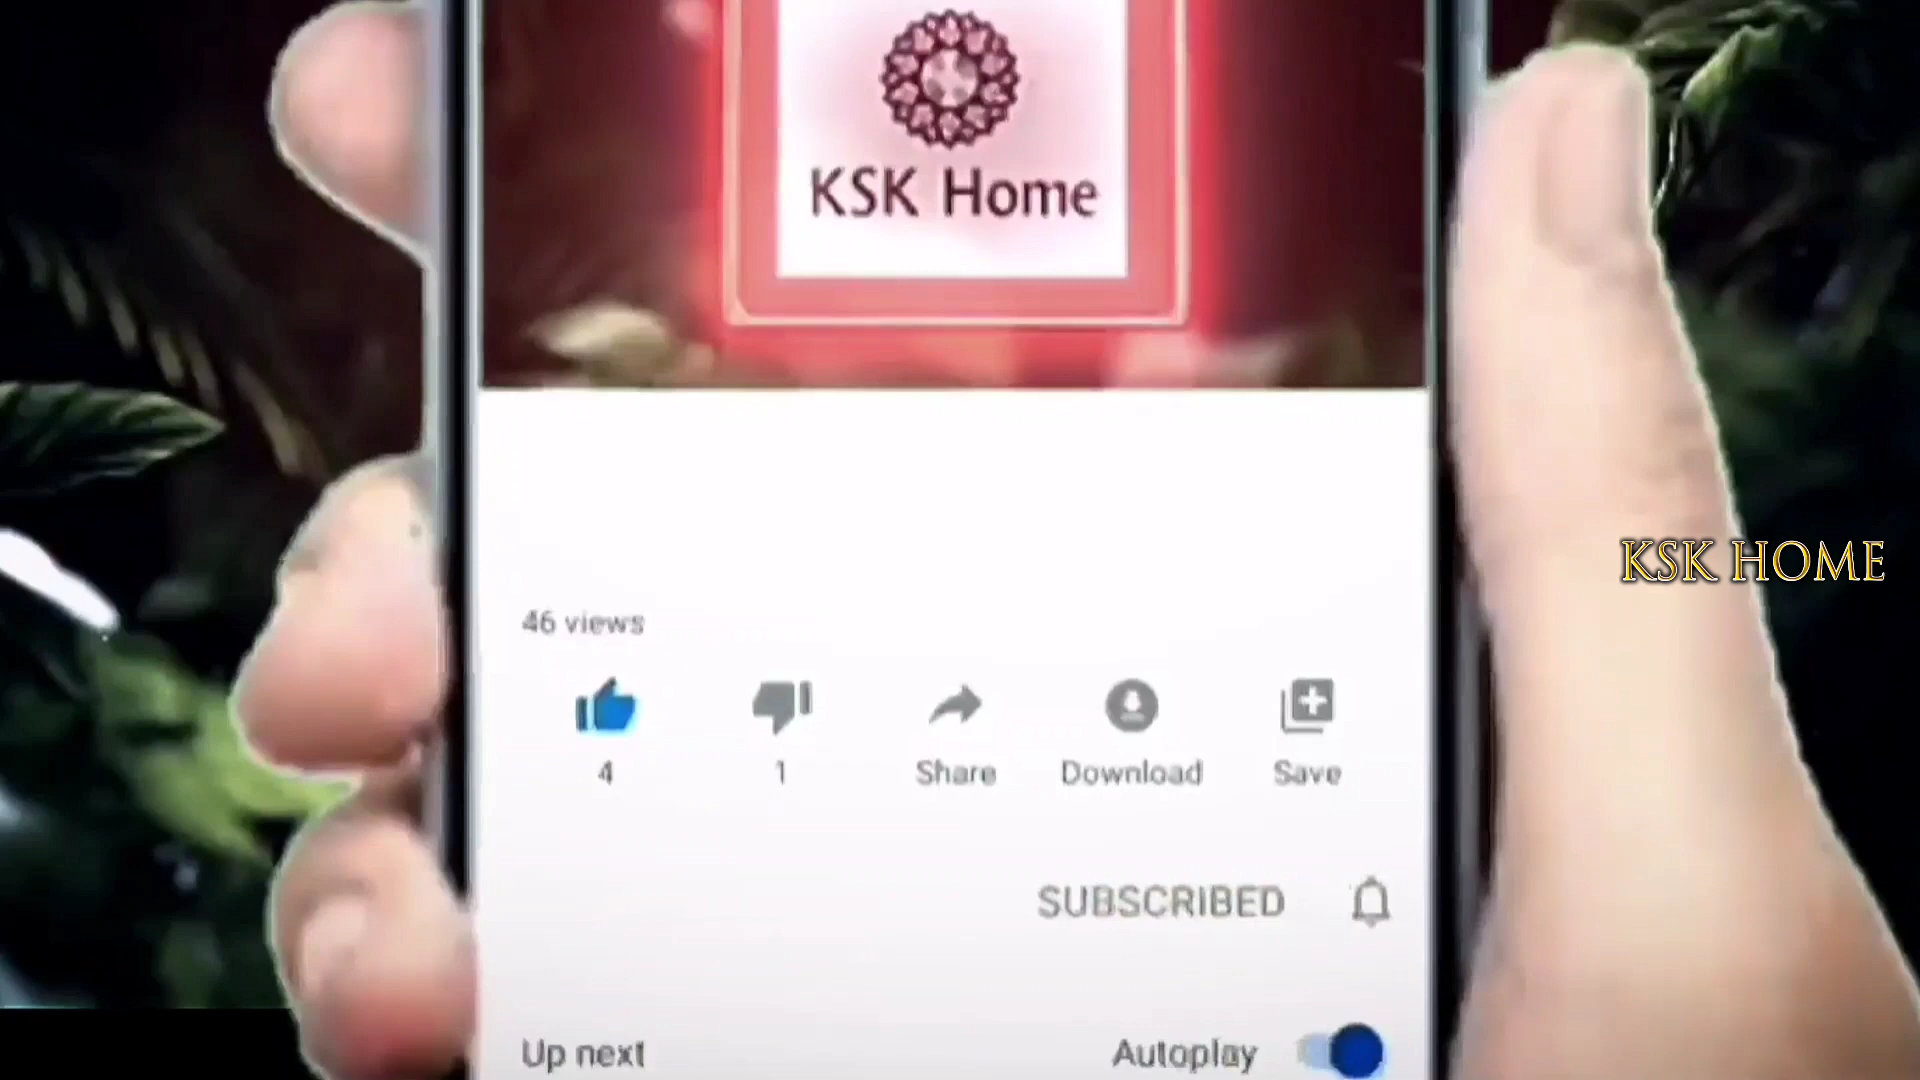 KSK Home
KSK HOME
46 views
4
1
Share
Download
Save
SUBSCRIBED
Up next
Autoplay